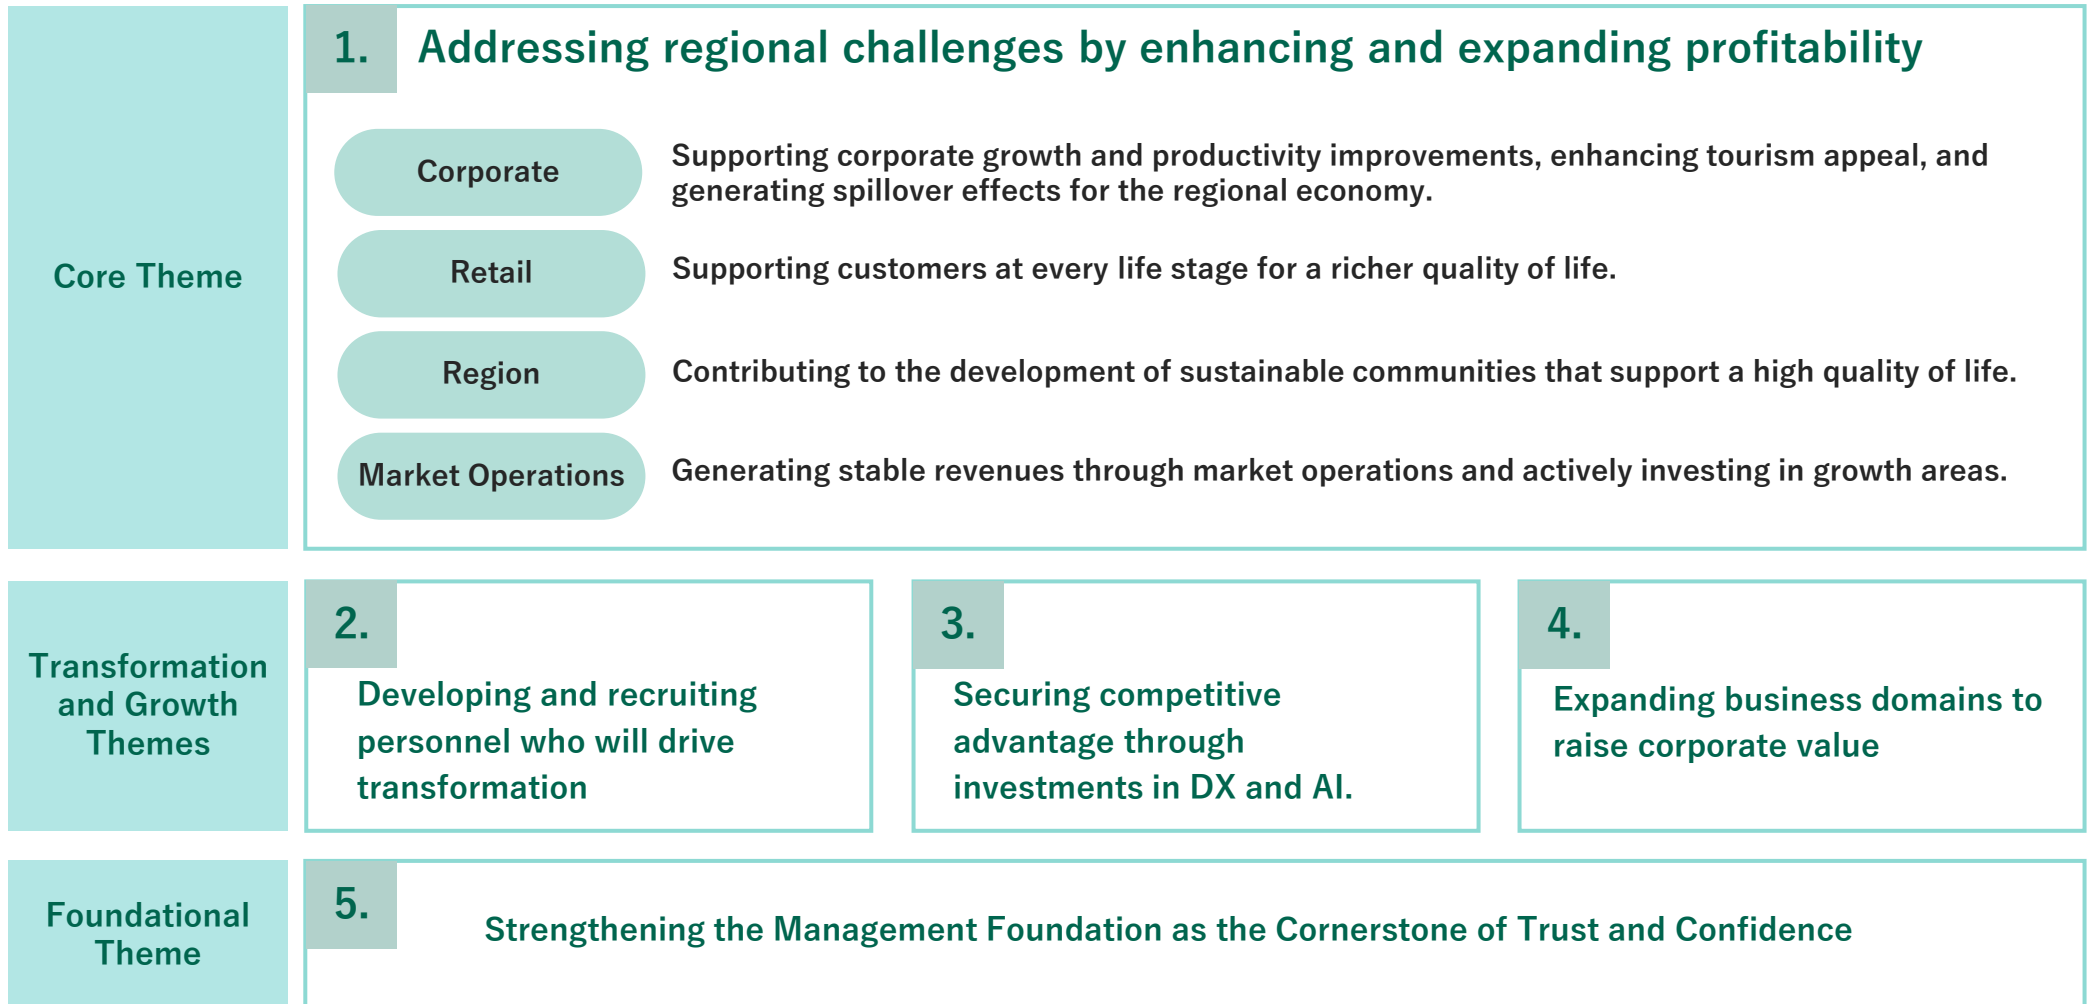 Core Theme
1.
Addressing regional challenges by enhancing and expanding profitability
Corporate
Supporting corporate growth and productivity improvements, enhancing tourism appeal, and
generating spillover effects for the regional economy.
Retail
Supporting customers at every life stage for a richer quality of life.
Region
Contributing to the development of sustainable communities that support a high quality of life.
Market Operations
Generating stable revenues through market operations and actively investing in growth areas.
Transformation
and Growth
Themes
2.
Developing and recruiting
personnel who will drive
transformation
3.
Securing competitive
advantage through
investments in DX and AI.
4.
Expanding business domains to
raise corporate value
Foundational
Theme
5.
Strengthening the Management Foundation as the Cornerstone of Trust and Confidence